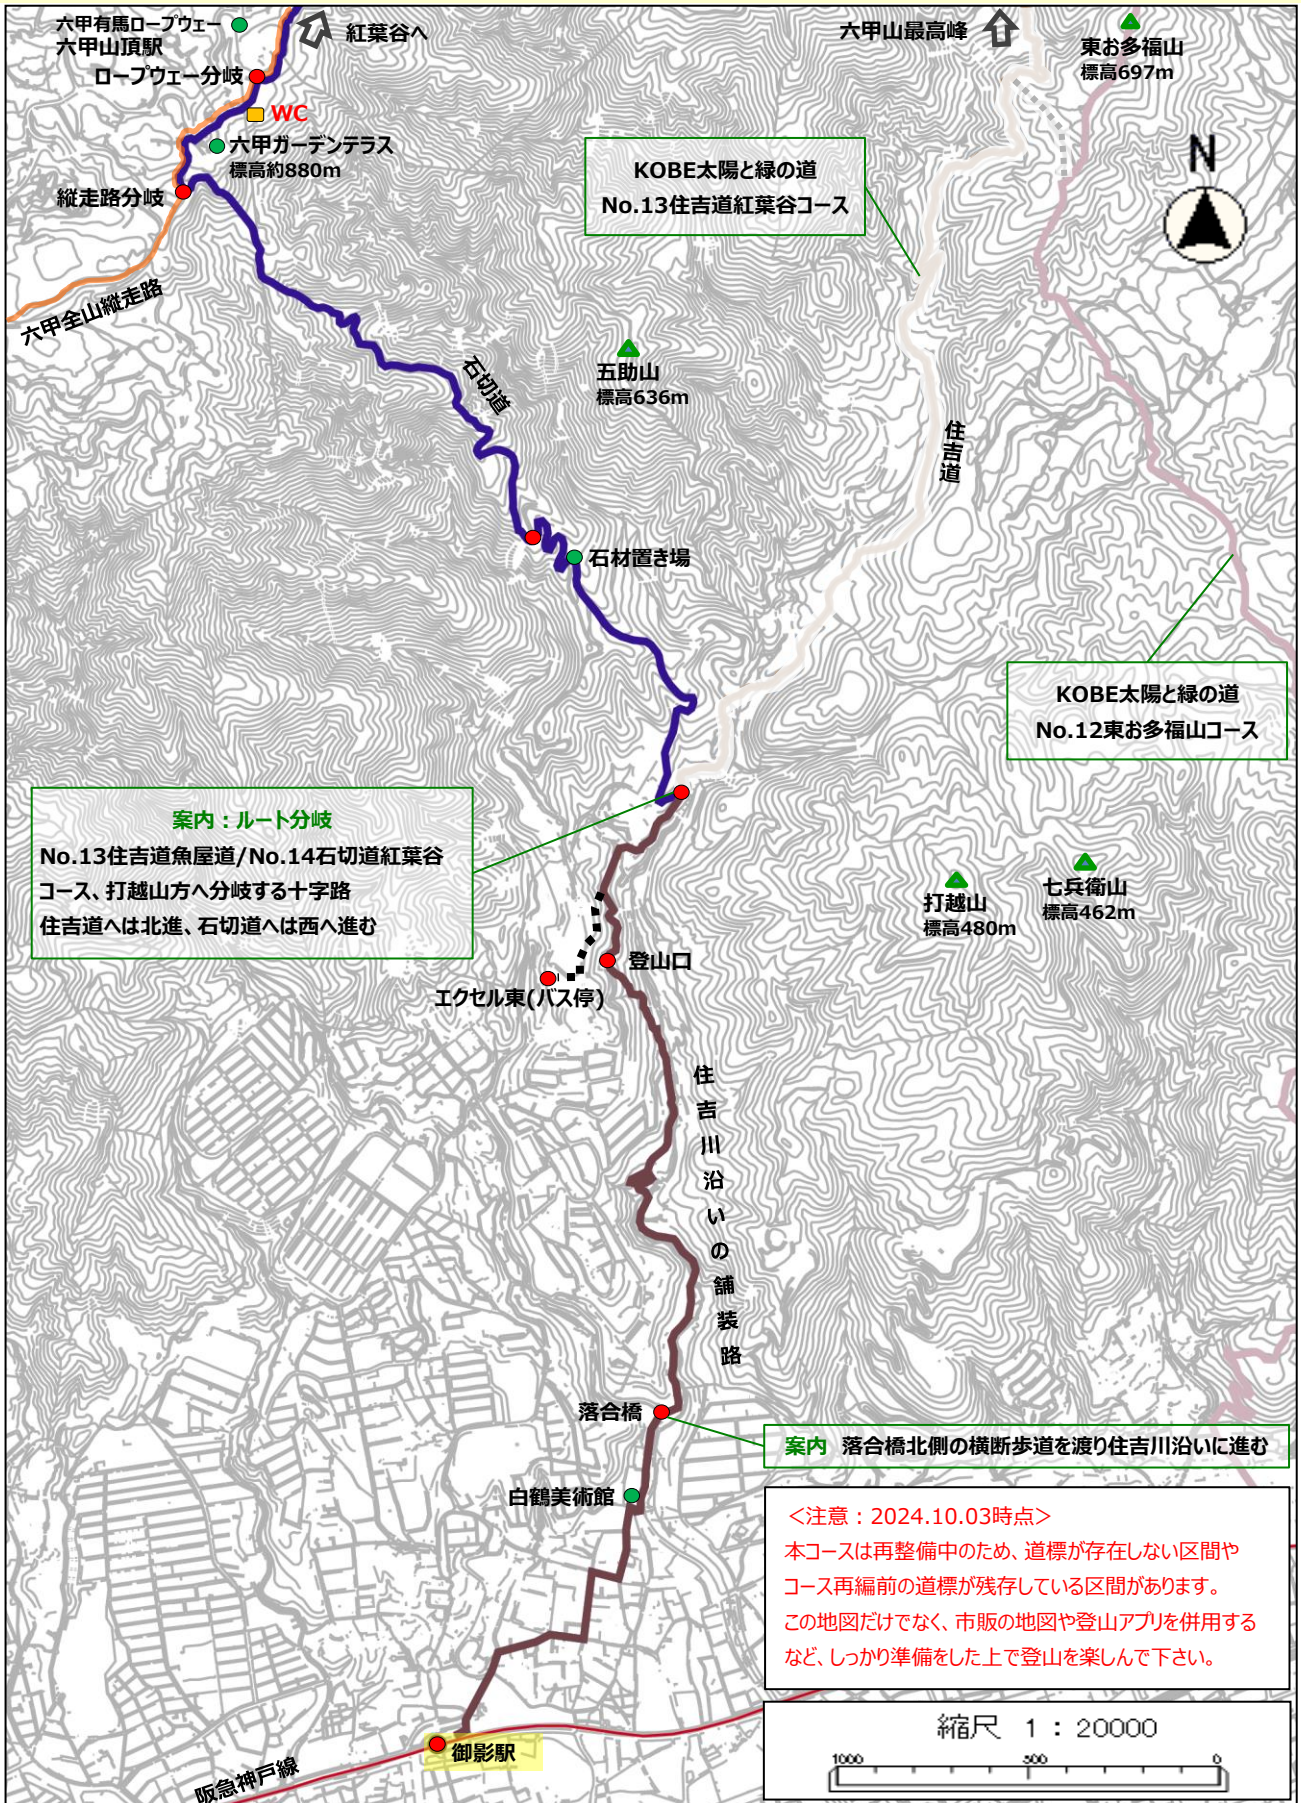 六甲有馬ロープウェー
六甲山頂駅
紅葉谷へ
六甲山最高峰
東お多福山
標高697m
ロープウェー分岐
WC
六甲ガーデンテラス
標高約880m
縦走路分岐
KOBE太陽と緑の道
No.13住吉道紅葉谷コース
N
六甲全山縦走路
石切道
五助山
標高636m
住吉道
石材置き場
KOBE太陽と緑の道
No.12東お多福山コース
案内：ルート分岐
No.13住吉道魚屋道/No.14石切道紅葉谷
コース、打越山方へ分岐する十字路
住吉道へは北進、石切道へは西へ進む
打越山
標高480m
七兵衛山
標高462m
登山口
エクセル東(バス停)
住吉川沿いの舗装路
落合橋
案内 落合橋北側の横断歩道を渡り住吉川沿いに進む
白鶴美術館
＜注意：2024.10.03時点＞
本コースは再整備中のため、道標が存在しない区間や
コース再編前の道標が残存している区間があります。
この地図だけでなく、市販の地図や登山アプリを併用する
など、しっかり準備をした上で登山を楽しんで下さい。
縮尺 1：20000
1000 500 0
御影駅
阪急神戸線